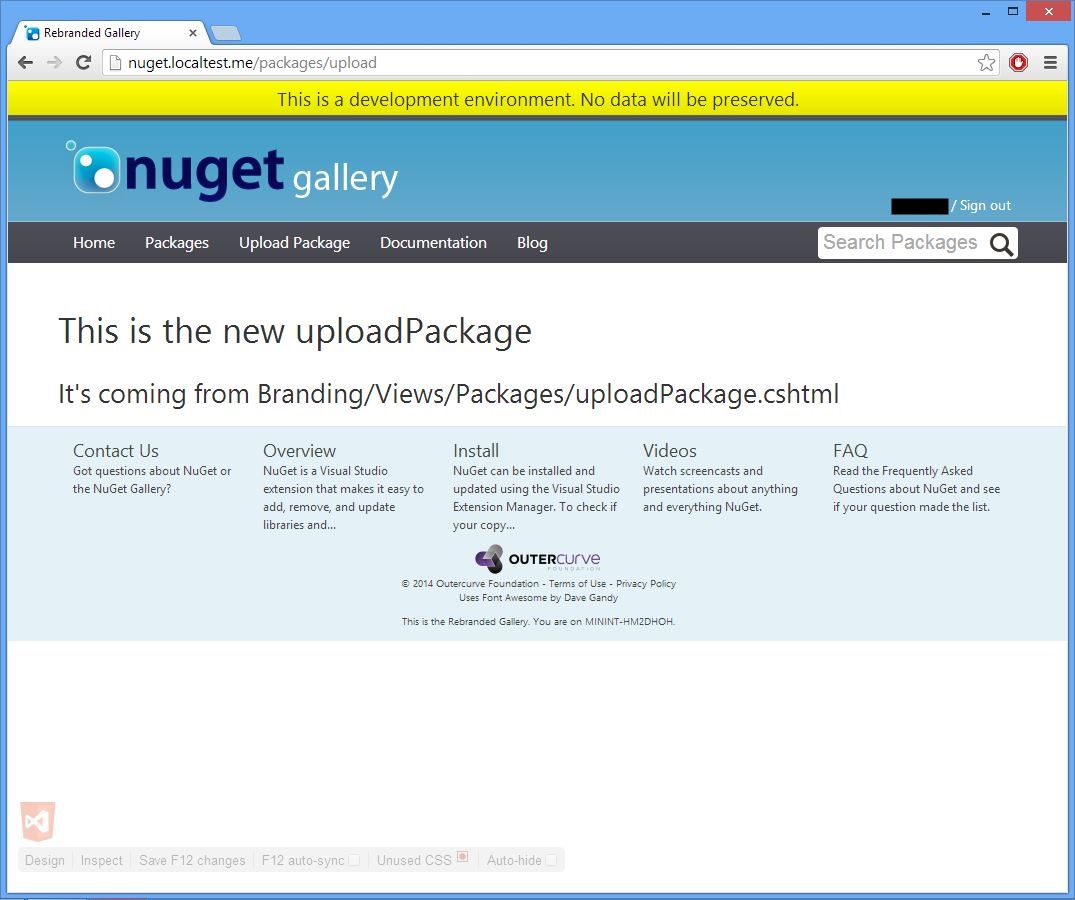 Rebranded Gallery
nuget.localtest.me/packages/upload
This is a development environment. No data will be preserved.
nuget gallery
/ Sign out
Home Packages Upload Package Documentation Blog Search Packages
This is the new uploadPackage
It's coming from Branding/Views/Packages/uploadPackage.cshtml
Contact Us
Got questions about NuGet or
the NuGet Gallery?
Overview
NuGet is a Visual Studio
extension that makes it easy to
add, remove, and update
libraries and...
Install
NuGet can be installed and
updated using the Visual Studio
Extension Manager. To check if
your copy...
Videos
Watch screencasts and
presentations about anything
and everything NuGet.
FAQ
Read the Frequently Asked
Questions about NuGet and see
if your question made the list.
OUTERCURVE
FOUNDATION
© 2014 Outercurve Foundation - Terms of Use - Privacy Policy
Uses Font Awesome by Dave Gandy
This is the Rebranded Gallery. You are on MININT-HM2DHOH.
Design Inspect Save F12 changes F12 auto-sync Unused CSS Auto-hide